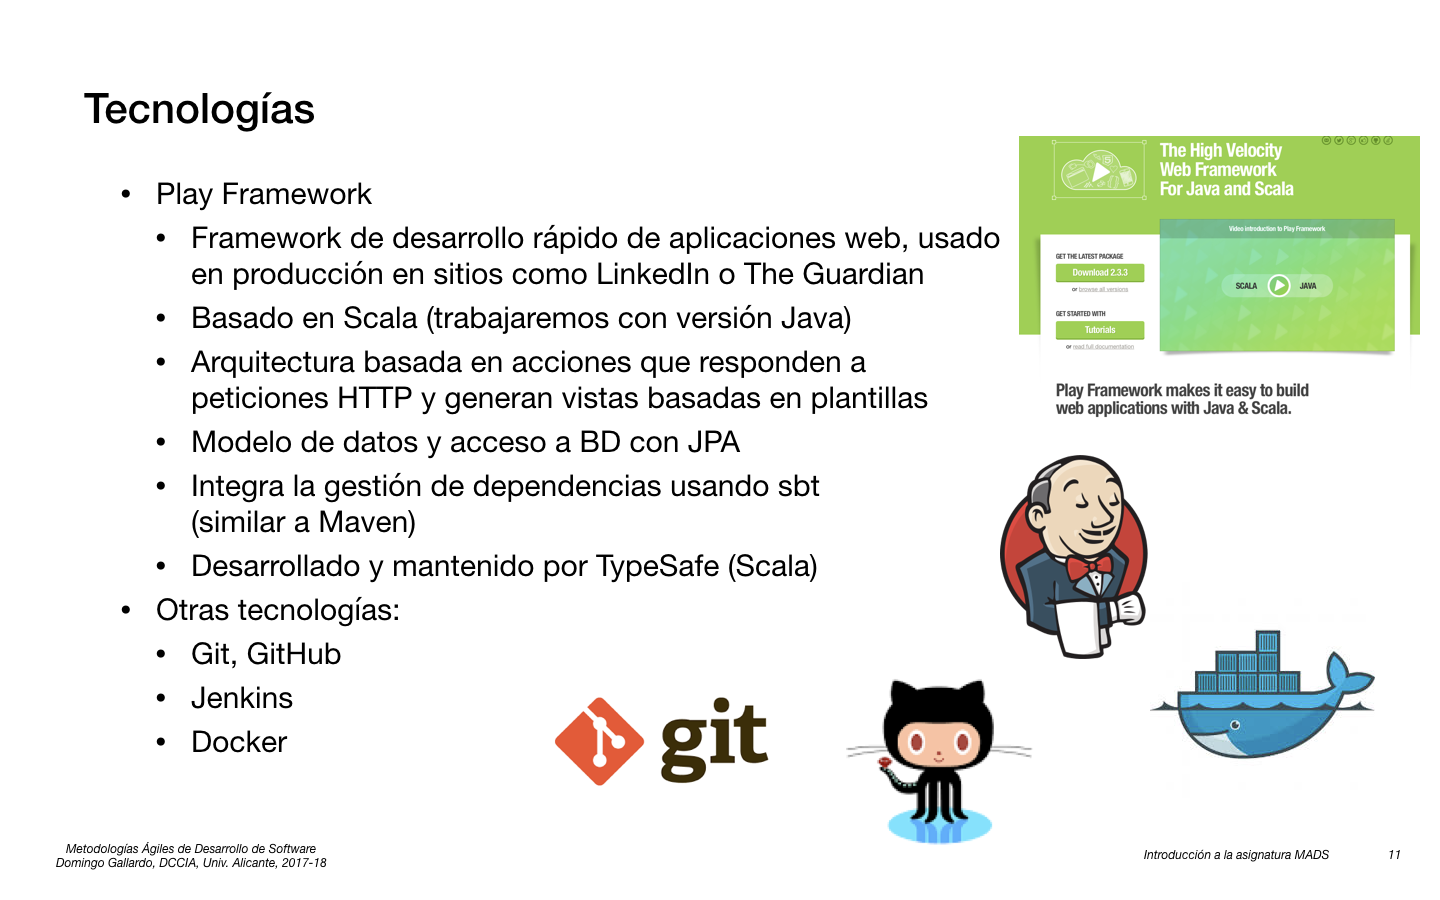 Tecnologías
• Play Framework
• Framework de desarrollo rápido de aplicaciones web, usado
en producción en sitios como LinkedIn o The Guardian
• Basado en Scala (trabajaremos con versión Java)
• Arquitectura basada en acciones que responden a
peticiones HTTP y generan vistas basadas en plantillas
• Modelo de datos y acceso a BD con JPA
• Integra la gestión de dependencias usando sbt
(similar a Maven)
• Desarrollado y mantenido por TypeSafe (Scala)
• Otras tecnologías:
• Git, GitHub
• Jenkins
• Docker
The High Velocity
Web Framework
For Java and Scala
Video introduction to Play Framework
GET THE LATEST PACKAGE
Download 2.3.3
or browse all versions
SCALA
JAVA
GET STARTED WITH
Tutorials
or read full documentation
Play Framework makes it easy to build
web applications with Java & Scala.
git
Metodologías Ágiles de Desarrollo de Software
Domingo Gallardo, DCCIA, Univ. Alicante, 2017-18
Introducción a la asignatura MADS
11